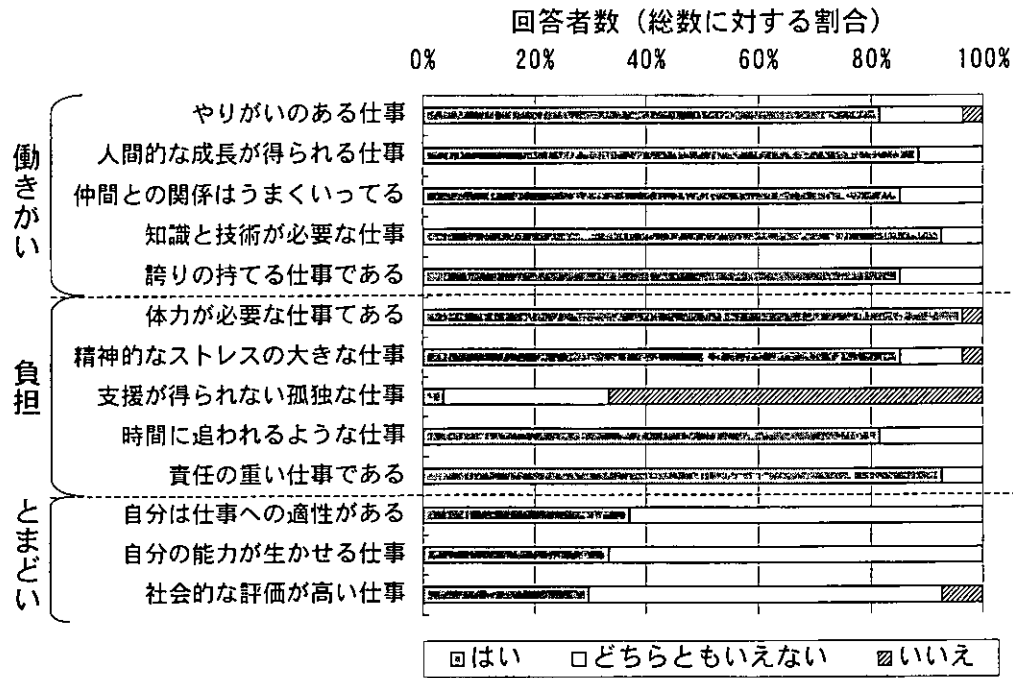 回答者数（総数に対する割合）
0% 20% 40% 60% 80% 100%
働きがい
やりがいのある仕事
人間的な成長が得られる仕事
仲間との関係はうまくいってる
知識と技術が必要な仕事
誇りの持てる仕事である
負担
体力が必要な仕事てある
精神的なストレスの大きな仕事
支援が得られない孤独な仕事
時間に追われるような仕事
責任の重い仕事である
とまどい
自分は仕事への適性がある
自分の能力が生かせる仕事
社会的な評価が高い仕事
はい どちらともいえない いいえ